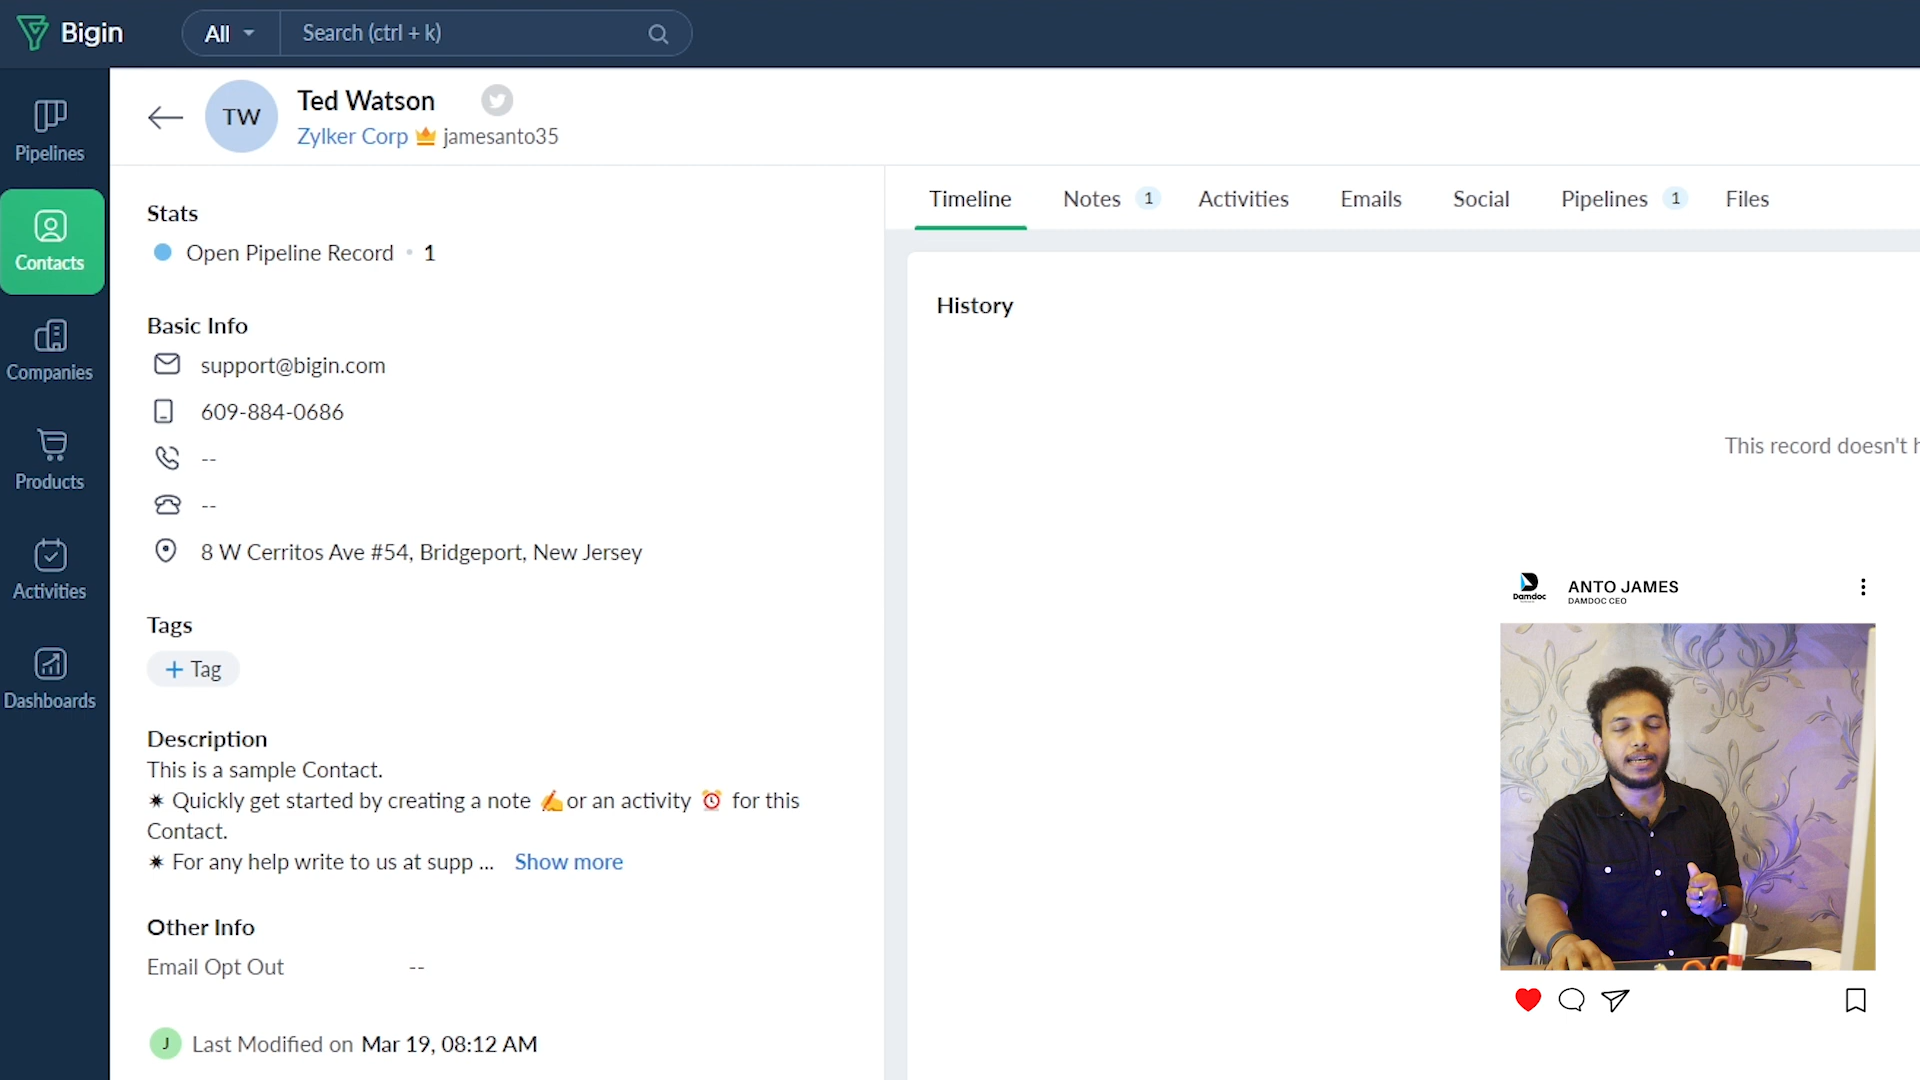 Bigin
All
Search (ctrl + k)
Pipelines
Contacts
Companies
Products
Activities
Dashboards
TW
Ted Watson
Zylker Corp jamesanto35
Stats
Open Pipeline Record • 1
Basic Info
support@bigin.com
609-884-0686
--
--
8 W Cerritos Ave #54, Bridgeport, New Jersey
Tags
+ Tag
Description
This is a sample Contact.
✷ Quickly get started by creating a note ✍or an activity ⏰ for this
Contact.
✷ For any help write to us at supp ... Show more
Other Info
Email Opt Out --
J Last Modified on Mar 19, 08:12 AM
Timeline Notes 1 Activities Emails Social Pipelines 1 Files
History
This record doesn't h
Damdoc
ANTO JAMES
DAMDOC CEO